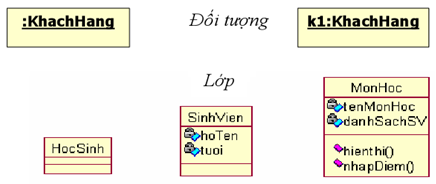 :KhachHang
Đối tượng
k1:KhachHang
Lớp
HocSinh
SinhVien
hoTen
tuoi
MonHoc
tenMonHoc
danhSachSV
hienthi()
nhapDiem()